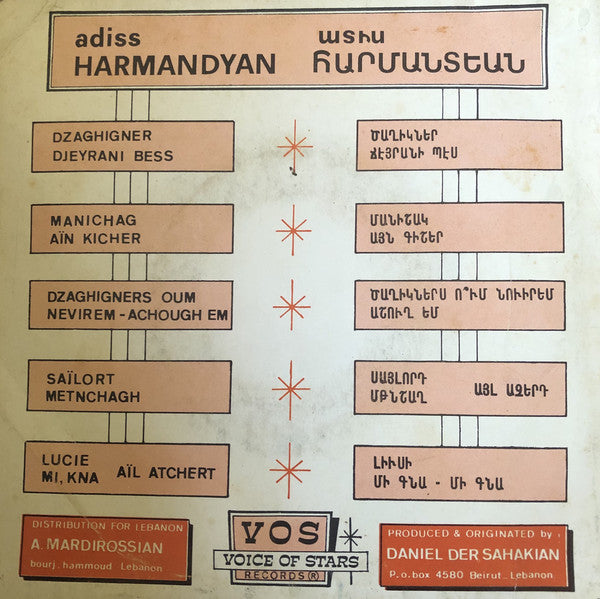 adiss
HARMANDYAN
ատիս
ՀԱՐՄԱՆՏԵԱՆ
DZAGHIGNER
DJEYRANI BESS
ԾԱՂԻԿՆԵՐ
ՃԷՅՐԱՆԻ ՊԷՍ
MANICHAG
AÏN KICHER
ՄԱՆԻՇԱԿ
ԱՅՆ ԳԻՇԵՐ
DZAGHIGNERS OUM
NEVIREM - ACHOUGH EM
ԾԱՂԻԿՆԵՐՍ Ո՞ՒՄ ՆՈՒԻՐԵՄ
ԱՇՈՒՂ ԵՄ
SAÏLORT
METNCHAGH
ՍԱՅԼՈՐԴ
ՄԹՆՇԱՂ ԱՅԼ ԱՉԵՐԴ
LUCIE
MI, KNA AÏL ATCHERT
ԼԻՒՍԻ
ՄԻ ԳՆԱ - ՄԻ ԳՆԱ
DISTRIBUTION FOR LEBANON
A. MARDIROSSIAN
bourj. hammoud Lebanon
VOS
VOICE OF STARS
RECORDS ®
PRODUCED & ORIGINATED by
DANIEL DER SAHAKIAN
P.o.box 4580 Beirut. Lebanon